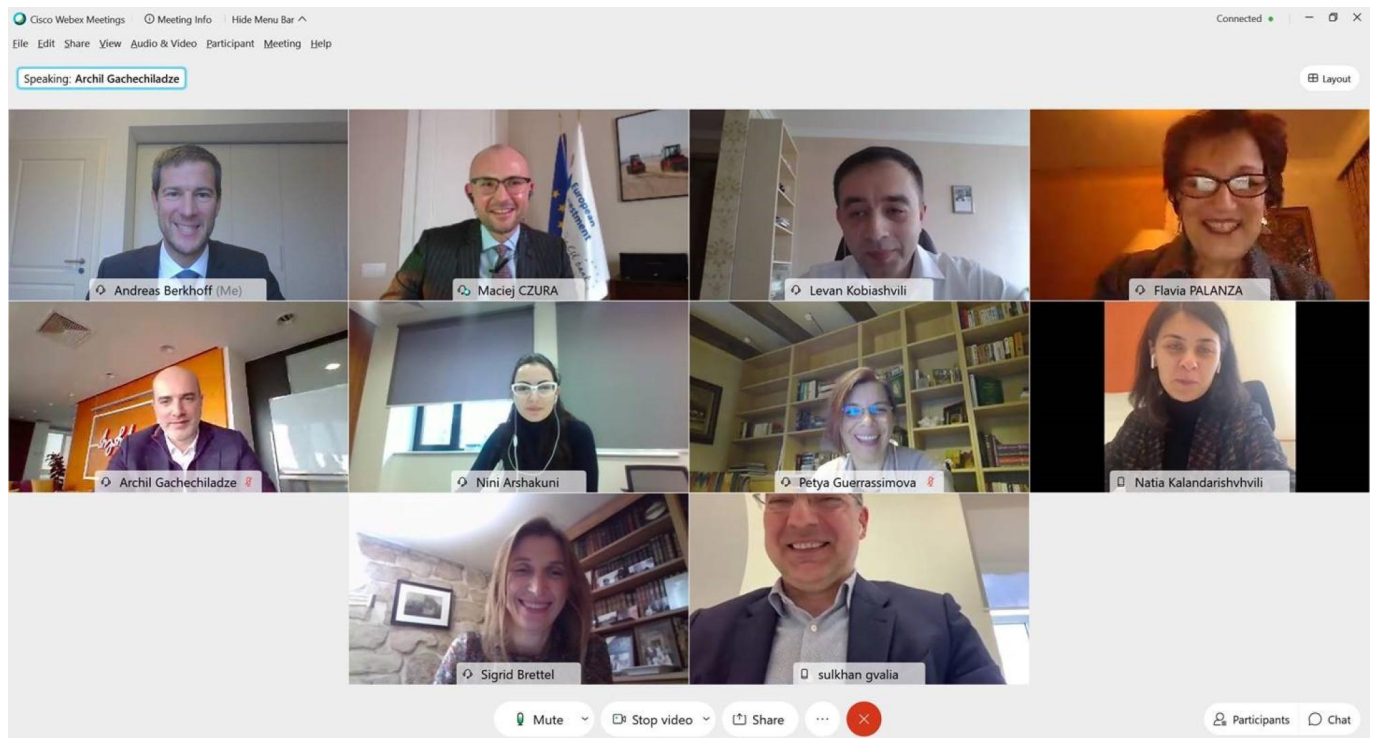 Cisco Webex Meetings Meeting Info Hide Menu Bar Connected
File Edit Share View Audio & Video Participant Meeting Help
Speaking: Archil Gachechiladze
Layout
European
Andreas Berkhoff (Me)
Maciej CZURA
Levan Kobiashvili
Flavia PALANZA
Archil Gachechiladze
Nini Arshakuni
Petya Guerrassimova
Natia Kalandarishvhvili
Sigrid Brettel
sulkhan gvalia
Mute Stop video Share ... Participants Chat